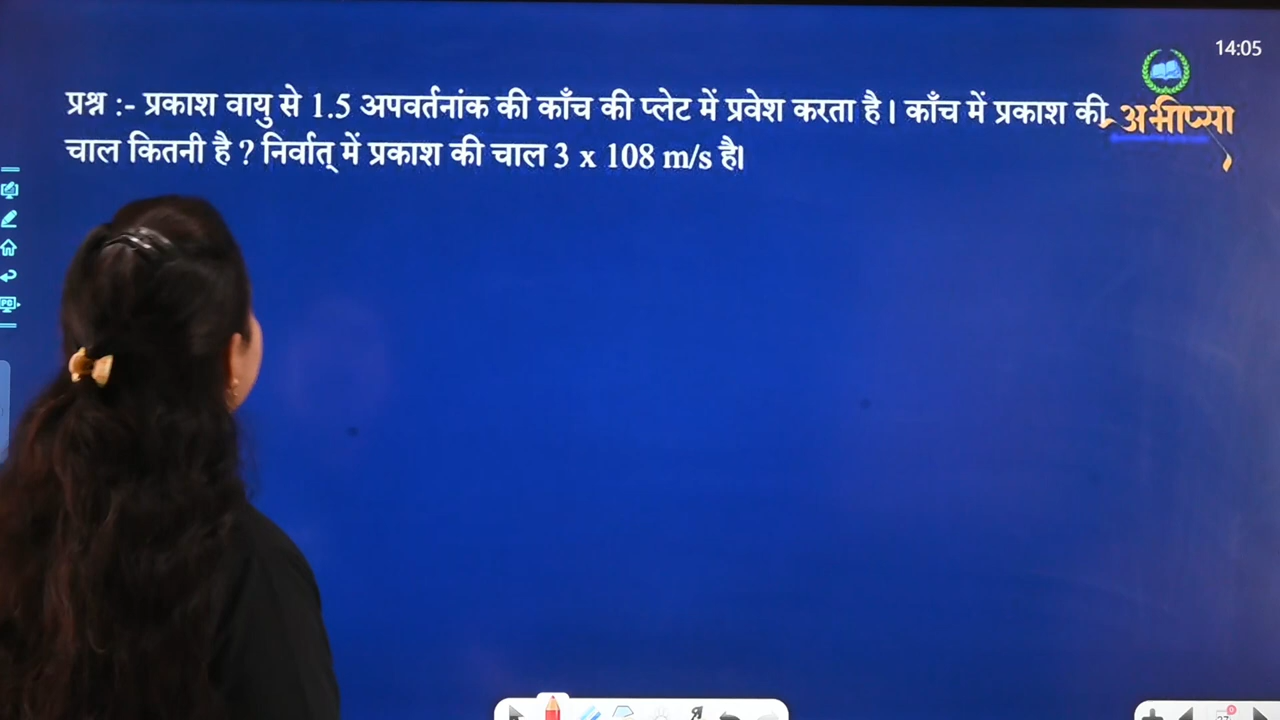 14:05
प्रश्न :- प्रकाश वायु से 1.5 अपवर्तनांक की काँच की प्लेट में प्रवेश करता है। काँच में प्रकाश की
अभीप्सा
चाल कितनी है ? निर्वात् में प्रकाश की चाल 3 x 108 m/s है।